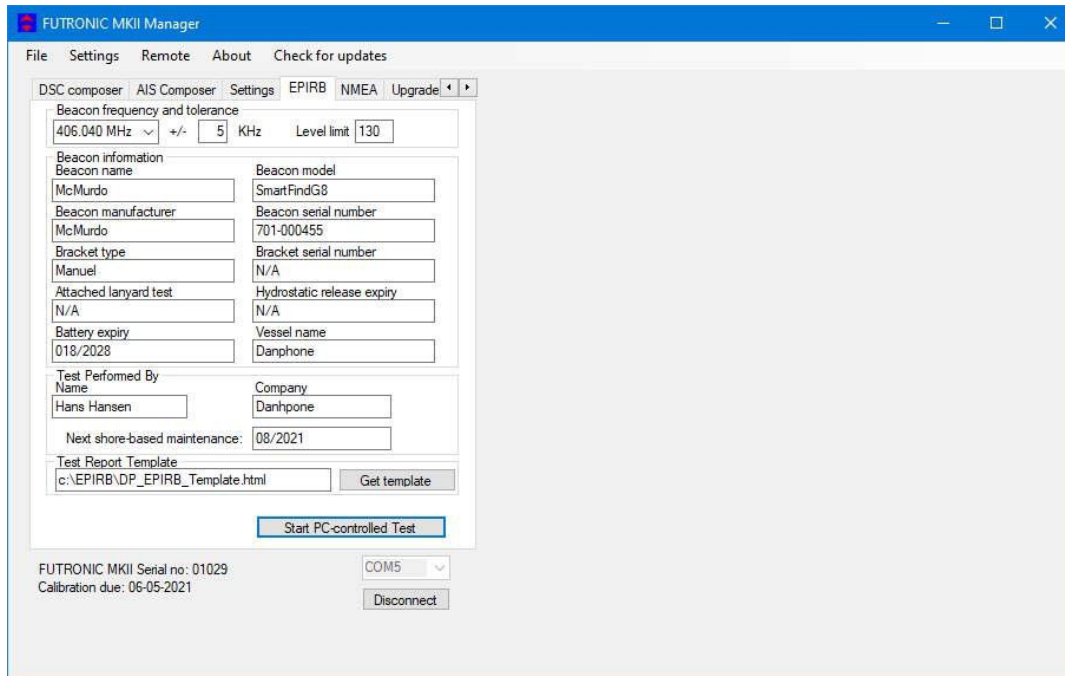 FUTRONIC MKII Manager
File Settings Remote About Check for updates
DSC composer AIS Composer Settings EPIRB NMEA Upgrade
Beacon frequency and tolerance
406.040 MHz +/- 5 KHz Level limit 130
Beacon information
Beacon name Beacon model
McMurdo SmartFindG8
Beacon manufacturer Beacon serial number
McMurdo 701-000455
Bracket type Bracket serial number
Manuel N/A
Attached lanyard test Hydrostatic release expiry
N/A N/A
Battery expiry Vessel name
018/2028 Danphone
Test Performed By
Name Company
Hans Hansen Danhpone
Next shore-based maintenance: 08/2021
Test Report Template
c:\EPIRB\DP_EPIRB_Template.html Get template
Start PC-controlled Test
FUTRONIC MKII Serial no: 01029 COM5
Calibration due: 06-05-2021
Disconnect